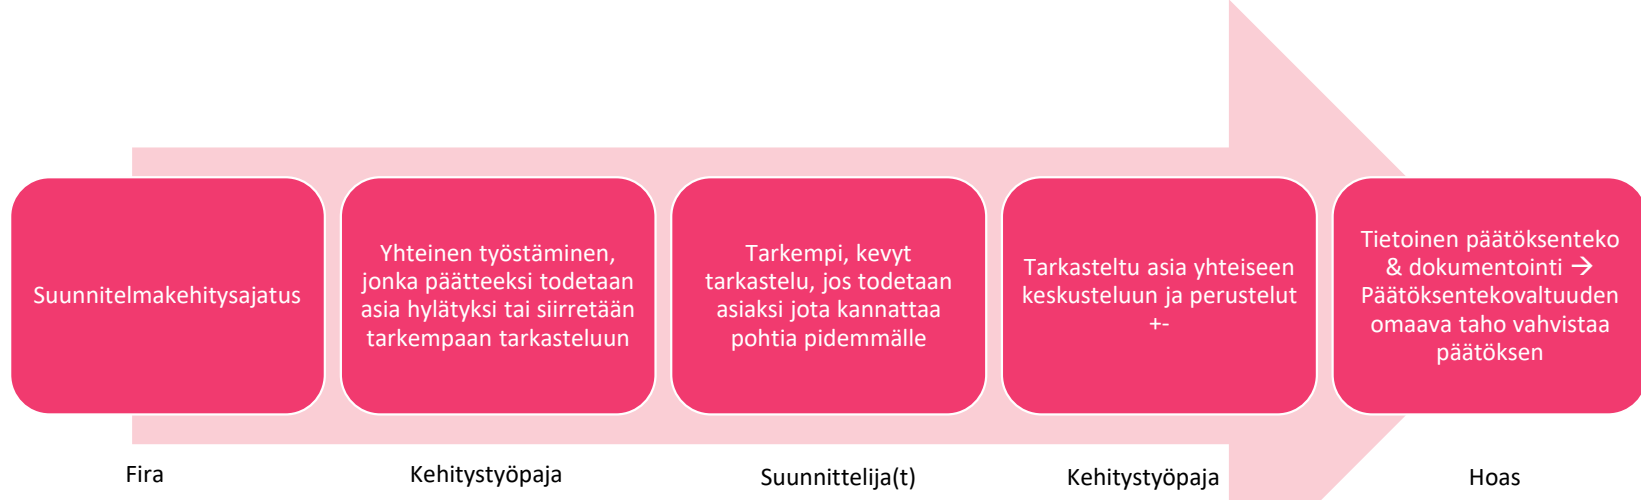 Suunnitelmakehitysajatus
Yhteinen työstäminen,
jonka päätteeksi todetaan
asia hylätyksi tai siirretään
tarkempaan tarkasteluun
Tarkempi, kevyt
tarkastelu, jos todetaan
asiaksi jota kannattaa
pohtia pidemmälle
Tarkasteltu asia yhteiseen
keskusteluun ja perustelut
+-
Tietoinen päätöksenteko
& dokumentointi →
Päätöksentekovaltuuden
omaava taho vahvistaa
päätöksen
Fira
Kehitystyöpaja
Suunnittelija(t)
Kehitystyöpaja
Hoas